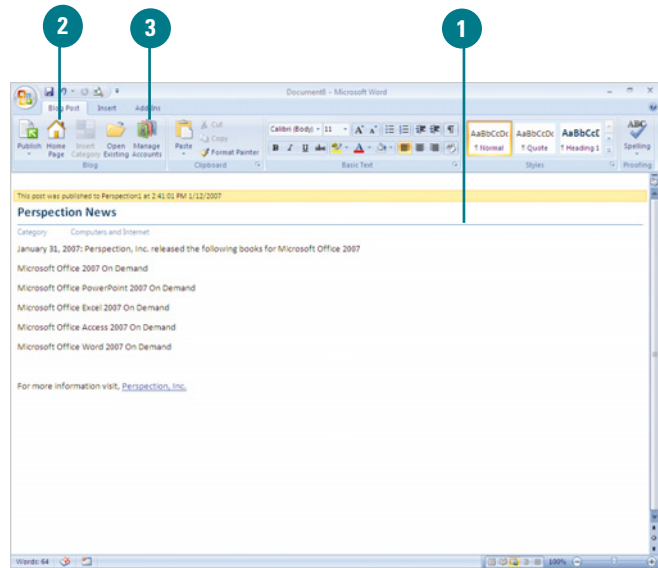 2 3 1
Document8 - Microsoft Word
Blog Post Insert Add-Ins
Publish Home Page Insert Category Open Existing Manage Accounts
Blog
Paste Cut
Copy
Format Painter
Clipboard
Calibri (Body) 11
B I U abc
Basic Text
AaBbCcDc AaBbCcDc AaBbCcE
¶ Normal ¶ Quote ¶ Heading 1
Styles
ABC
Spelling
Proofing
This post was published to Perspection1 at 2:41:01 PM 1/12/2007
Perspection News
Category Computers and Internet
January 31, 2007: Perspection, Inc. released the following books for Microsoft Office 2007
Microsoft Office 2007 On Demand
Microsoft Office PowerPoint 2007 On Demand
Microsoft Office Excel 2007 On Demand
Microsoft Office Access 2007 On Demand
Microsoft Office Word 2007 On Demand
For more information visit, Perspection, Inc.
Words: 64 100%